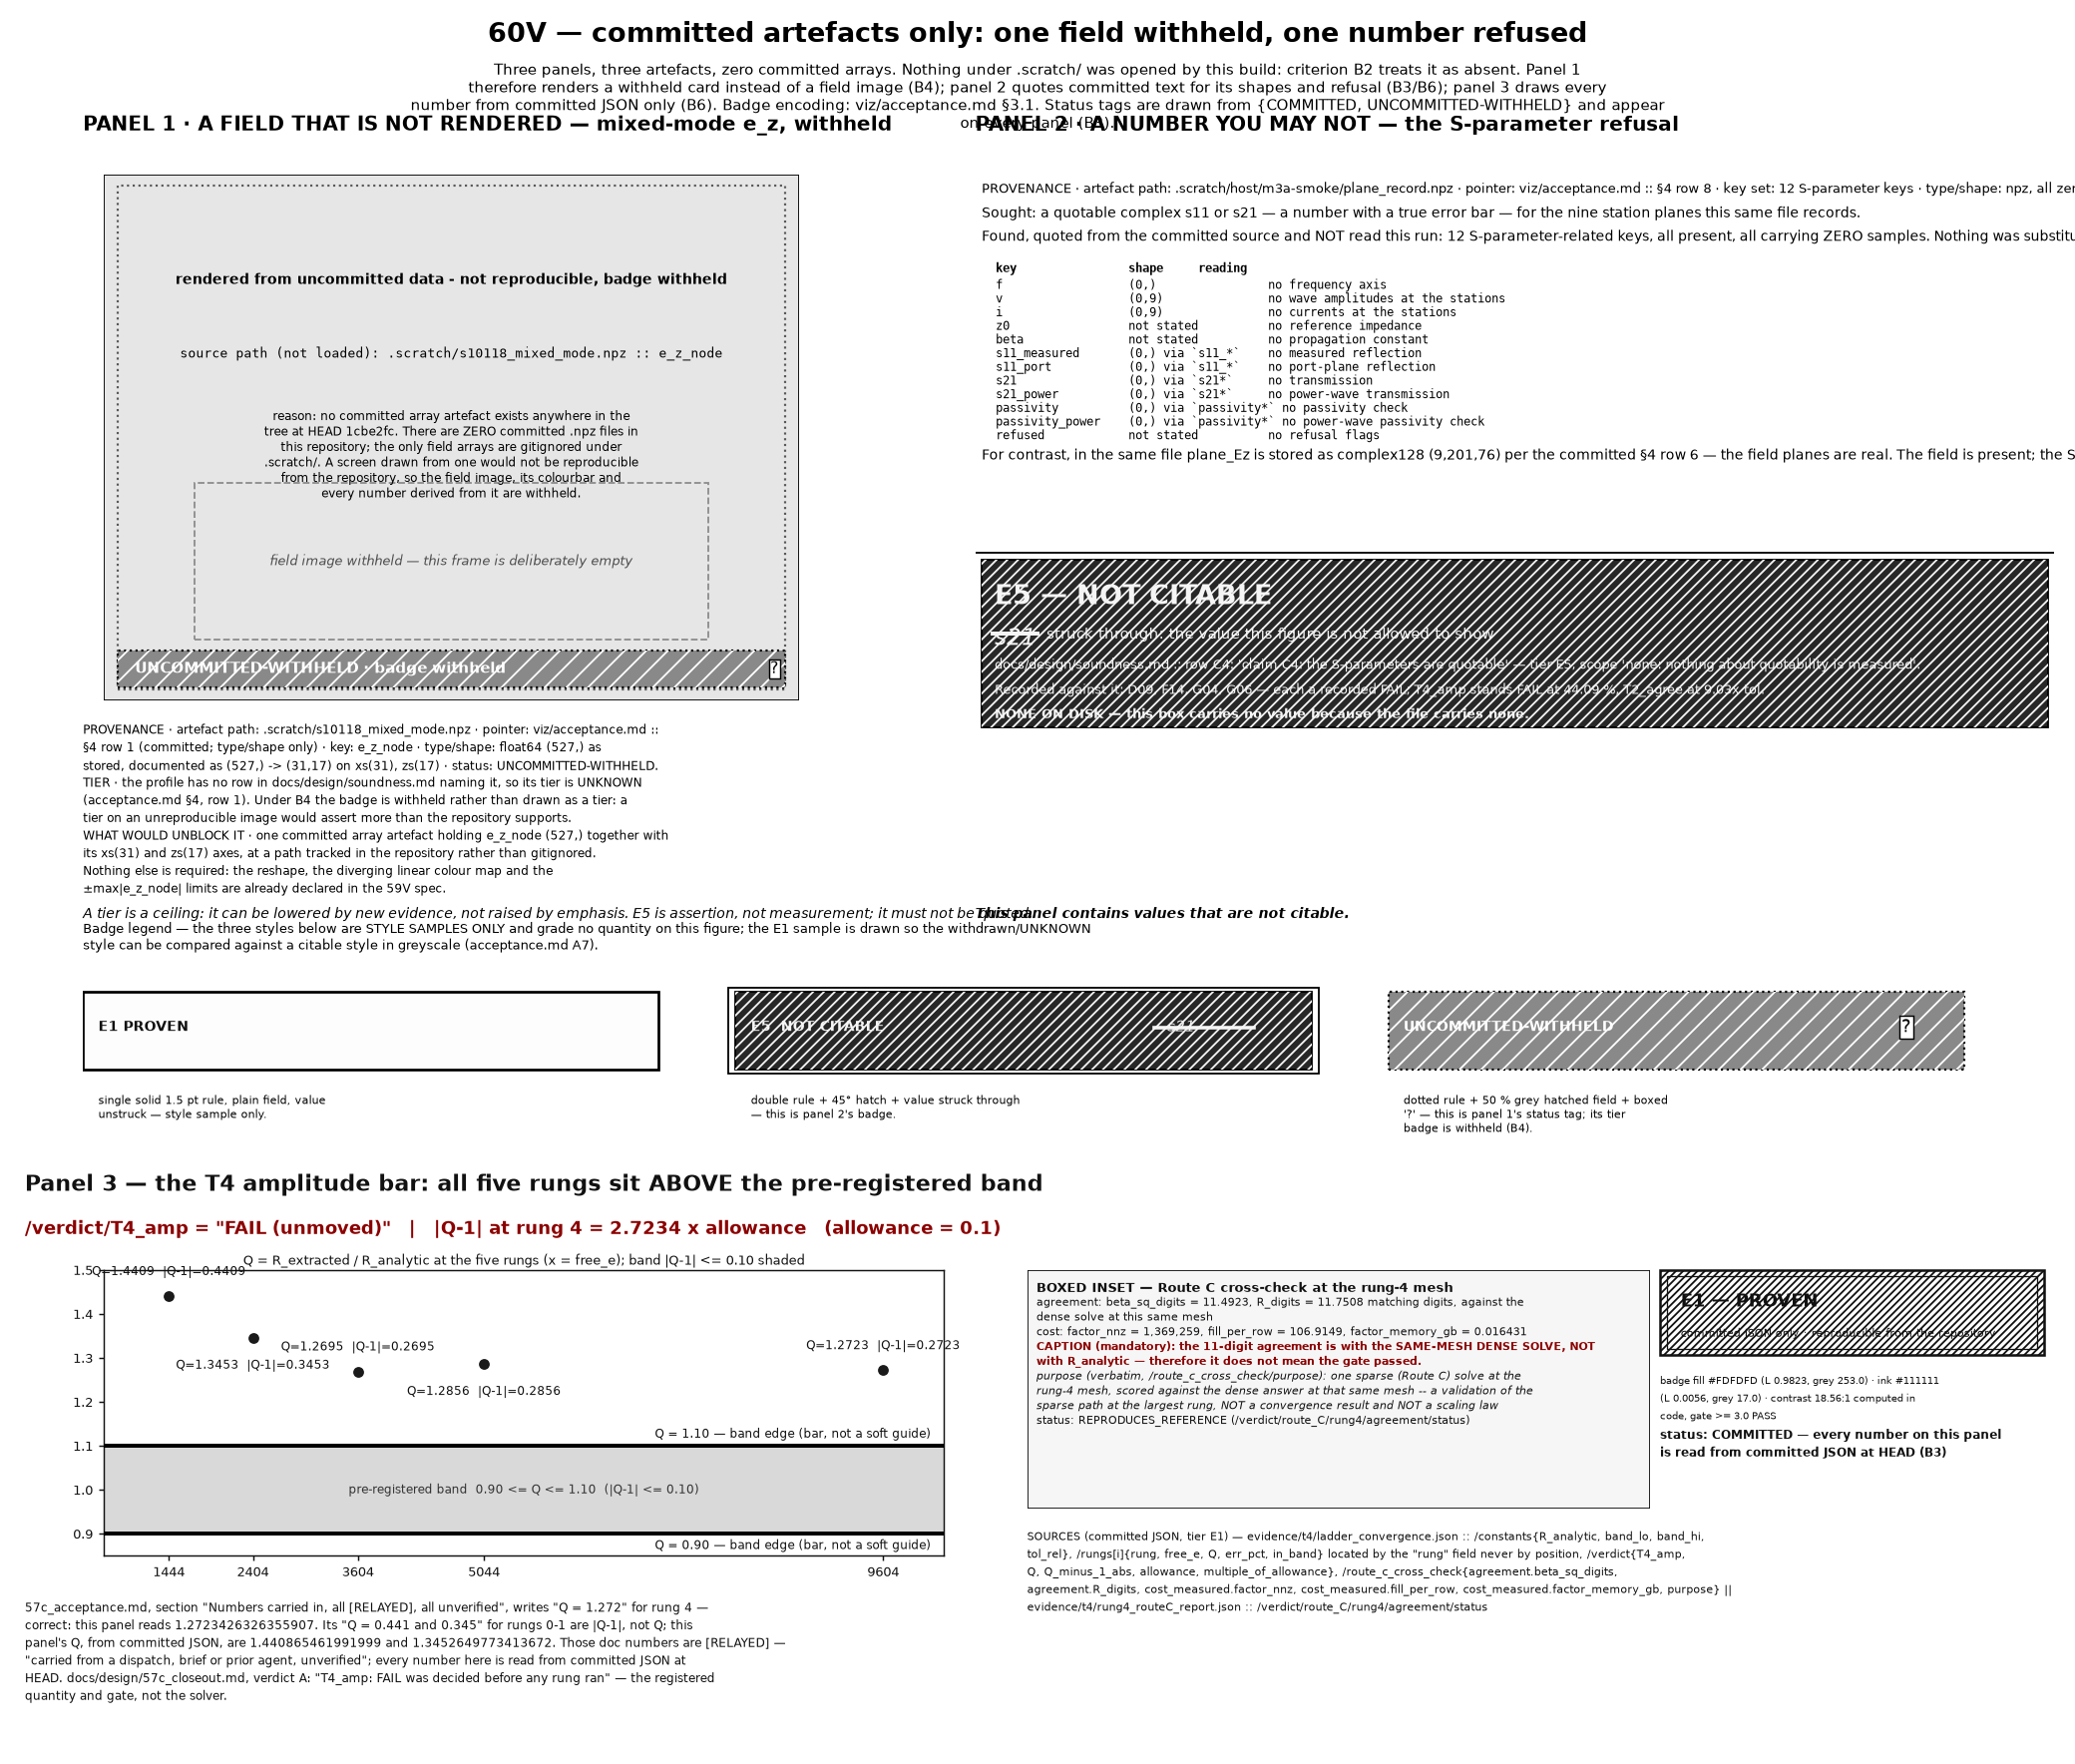 60V — committed artefacts only: one field withheld, one number refused
Three panels, three artefacts, zero committed arrays. Nothing under .scratch/ was opened by this build: criterion B2 treats it as absent. Panel 1
therefore renders a withheld card instead of a field image (B4); panel 2 quotes committed text for its shapes and refusal (B3/B6); panel 3 draws every
number from committed JSON only (B6). Badge encoding: viz/acceptance.md §3.1. Status tags are drawn from {COMMITTED, UNCOMMITTED-WITHHELD} and appear
on every panel (B3).
PANEL 1 · A FIELD THAT IS NOT RENDERED — mixed-mode e_z, withheld
rendered from uncommitted data - not reproducible, badge withheld
source path (not loaded): .scratch/s10118_mixed_mode.npz :: e_z_node
reason: no committed array artefact exists anywhere in the
tree at HEAD 1cbe2fc. There are ZERO committed .npz files in
this repository; the only field arrays are gitignored under
.scratch/. A screen drawn from one would not be reproducible
from the repository, so the field image, its colourbar and
every number derived from it are withheld.
field image withheld — this frame is deliberately empty
UNCOMMITTED-WITHHELD · badge withheld
?
PROVENANCE · artefact path: .scratch/s10118_mixed_mode.npz · pointer: viz/acceptance.md ::
§4 row 1 (committed; type/shape only) · key: e_z_node · type/shape: float64 (527,) as
stored, documented as (527,) -> (31,17) on xs(31), zs(17) · status: UNCOMMITTED-WITHHELD.
TIER · the profile has no row in docs/design/soundness.md naming it, so its tier is UNKNOWN
(acceptance.md §4, row 1). Under B4 the badge is withheld rather than drawn as a tier: a
tier on an unreproducible image would assert more than the repository supports.
WHAT WOULD UNBLOCK IT · one committed array artefact holding e_z_node (527,) together with
its xs(31) and zs(17) axes, at a path tracked in the repository rather than gitignored.
Nothing else is required: the reshape, the diverging linear colour map and the
±max|e_z_node| limits are already declared in the 59V spec.
PANEL 2 · A NUMBER YOU MAY NOT — the S-parameter refusal
PROVENANCE · artefact path: .scratch/host/m3a-smoke/plane_record.npz · pointer: viz/acceptance.md :: §4 row 8 · key set: 12 S-parameter keys · type/shape: npz, all
Sought: a quotable complex s11 or s21 — a number with a true error bar — for the nine station planes this same file records.
Found, quoted from the committed source and NOT read this run: 12 S-parameter-related keys, all present, all carrying ZERO samples. Nothing was
key shape reading
f (0,) no frequency axis
v (0,9) no wave amplitudes at the stations
i (0,9) no currents at the stations
z0 not stated no reference impedance
beta not stated no propagation constant
s11_measured (0,) via `s11_*` no measured reflection
s11_port (0,) via `s11_*` no port-plane reflection
s21 (0,) via `s21*` no transmission
s21_power (0,) via `s21*` no power-wave transmission
passivity (0,) via `passivity*` no passivity check
passivity_power (0,) via `passivity*` no power-wave passivity check
refused not stated no refusal flags
For contrast, in the same file plane_Ez is stored as complex128 (9,201,76) per the committed §4 row 6 — the field planes are real. The field is present; the
E5 — NOT CITABLE
s21 struck through: the value this figure is not allowed to show
docs/design/soundness.md :: row C4: 'claim C4: the S-parameters are quotable' — tier E5, scope 'none: nothing about quotability is measured'.
Recorded against it: D09, F14, G04, G06 — each a recorded FAIL; T4_amp stands FAIL at 44.09 %, T2_agree at 9.03x tol.
NONE ON DISK — this box carries no value because the file carries none.
A tier is a ceiling: it can be lowered by new evidence, not raised by emphasis. E5 is assertion, not measurement; it must not be quoted.
This panel contains values that are not citable.
Badge legend — the three styles below are STYLE SAMPLES ONLY and grade no quantity on this figure; the E1 sample is drawn so the withdrawn/UNKNOWN
style can be compared against a citable style in greyscale (acceptance.md A7).
E1 PROVEN
single solid 1.5 pt rule, plain field, value
unstruck — style sample only.
E5 NOT CITABLE
s21
double rule + 45° hatch + value struck through
— this is panel 2's badge.
UNCOMMITTED-WITHHELD
?
dotted rule + 50 % grey hatched field + boxed
'?' — this is panel 1's status tag; its tier
badge is withheld (B4).
Panel 3 — the T4 amplitude bar: all five rungs sit ABOVE the pre-registered band
/verdict/T4_amp = "FAIL (unmoved)" | |Q-1| at rung 4 = 2.7234 x allowance (allowance = 0.1)
Q = R_extracted / R_analytic at the five rungs (x = free_e); band |Q-1| <= 0.10 shaded
1.5
1.4
1.3
1.2
1.1
1.0
0.9
Q=1.4409 |Q-1|=0.4409
Q=1.3453 |Q-1|=0.3453
Q=1.2695 |Q-1|=0.2695
Q=1.2856 |Q-1|=0.2856
Q=1.2723 |Q-1|=0.2723
Q = 1.10 — band edge (bar, not a soft guide)
pre-registered band 0.90 <= Q <= 1.10 (|Q-1| <= 0.10)
Q = 0.90 — band edge (bar, not a soft guide)
1444 2404 3604 5044 9604
57c_acceptance.md, section "Numbers carried in, all [RELAYED], all unverified", writes "Q = 1.272" for rung 4 —
correct: this panel reads 1.2723426326355907. Its "Q = 0.441 and 0.345" for rungs 0-1 are |Q-1|, not Q; this
panel's Q, from committed JSON, are 1.440865461991999 and 1.3452649773413672. Those doc numbers are [RELAYED] —
"carried from a dispatch, brief or prior agent, unverified"; every number here is read from committed JSON at
HEAD. docs/design/57c_closeout.md, verdict A: "T4_amp: FAIL was decided before any rung ran" — the registered
quantity and gate, not the solver.
BOXED INSET — Route C cross-check at the rung-4 mesh
agreement: beta_sq_digits = 11.4923, R_digits = 11.7508 matching digits, against the
dense solve at this same mesh
cost: factor_nnz = 1,369,259, fill_per_row = 106.9149, factor_memory_gb = 0.016431
CAPTION (mandatory): the 11-digit agreement is with the SAME-MESH DENSE SOLVE, NOT
with R_analytic — therefore it does not mean the gate passed.
purpose (verbatim, /route_c_cross_check/purpose): one sparse (Route C) solve at the
rung-4 mesh, scored against the dense answer at that same mesh -- a validation of the
sparse path at the largest rung, NOT a convergence result and NOT a scaling law
status: REPRODUCES_REFERENCE (/verdict/route_C/rung4/agreement/status)
E1 — PROVEN
committed JSON only · reproducible from the repository
badge fill #FDFDFD (L 0.9823, grey 253.0) · ink #111111
(L 0.0056, grey 17.0) · contrast 18.56:1 computed in
code, gate >= 3.0 PASS
status: COMMITTED — every number on this panel
is read from committed JSON at HEAD (B3)
SOURCES (committed JSON, tier E1) — evidence/t4/ladder_convergence.json :: /constants{R_analytic, band_lo, band_hi,
tol_rel}, /rungs[i]{rung, free_e, Q, err_pct, in_band} located by the "rung" field never by position, /verdict{T4_amp,
Q, Q_minus_1_abs, allowance, multiple_of_allowance}, /route_c_cross_check{agreement.beta_sq_digits,
agreement.R_digits, cost_measured.factor_nnz, cost_measured.fill_per_row, cost_measured.factor_memory_gb, purpose} ||
evidence/t4/rung4_routeC_report.json :: /verdict/route_C/rung4/agreement/status